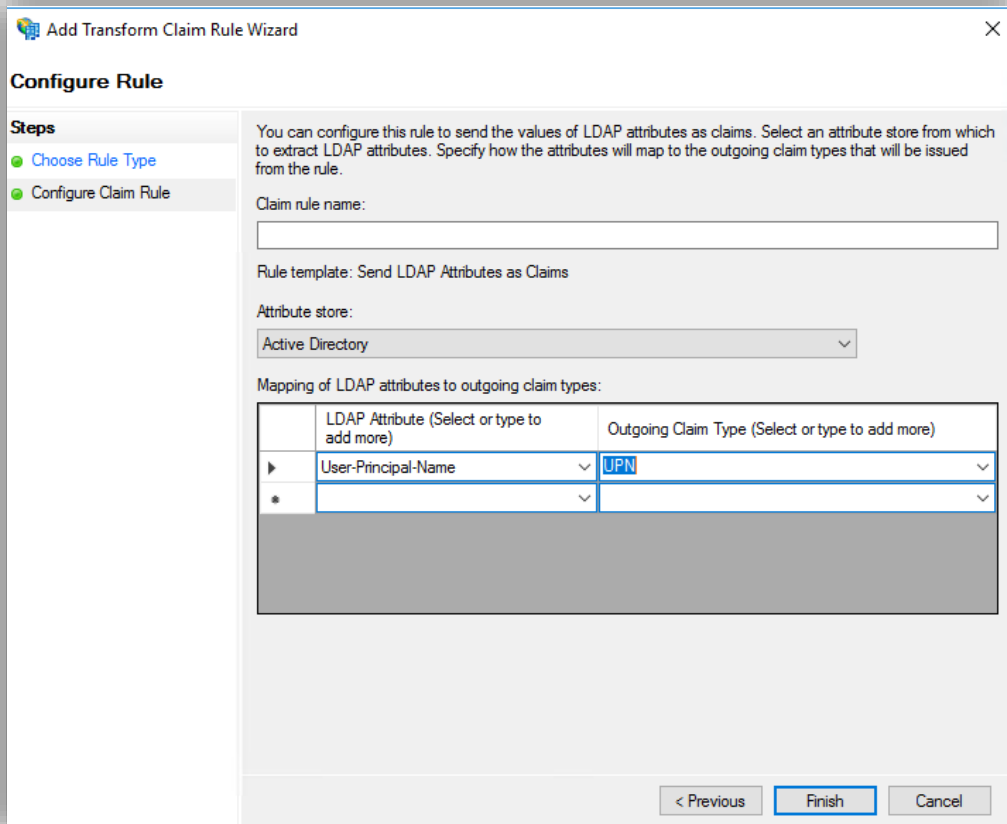 Add Transform Claim Rule Wizard
Configure Rule
Steps
Choose Rule Type
Configure Claim Rule
You can configure this rule to send the values of LDAP attributes as claims. Select an attribute store from which
to extract LDAP attributes. Specify how the attributes will map to the outgoing claim types that will be issued
from the rule.
Claim rule name:
Rule template: Send LDAP Attributes as Claims
Attribute store:
Active Directory
Mapping of LDAP attributes to outgoing claim types:
LDAP Attribute (Select or type to
add more)
Outgoing Claim Type (Select or type to add more)
User-Principal-Name
UPN
< Previous
Finish
Cancel